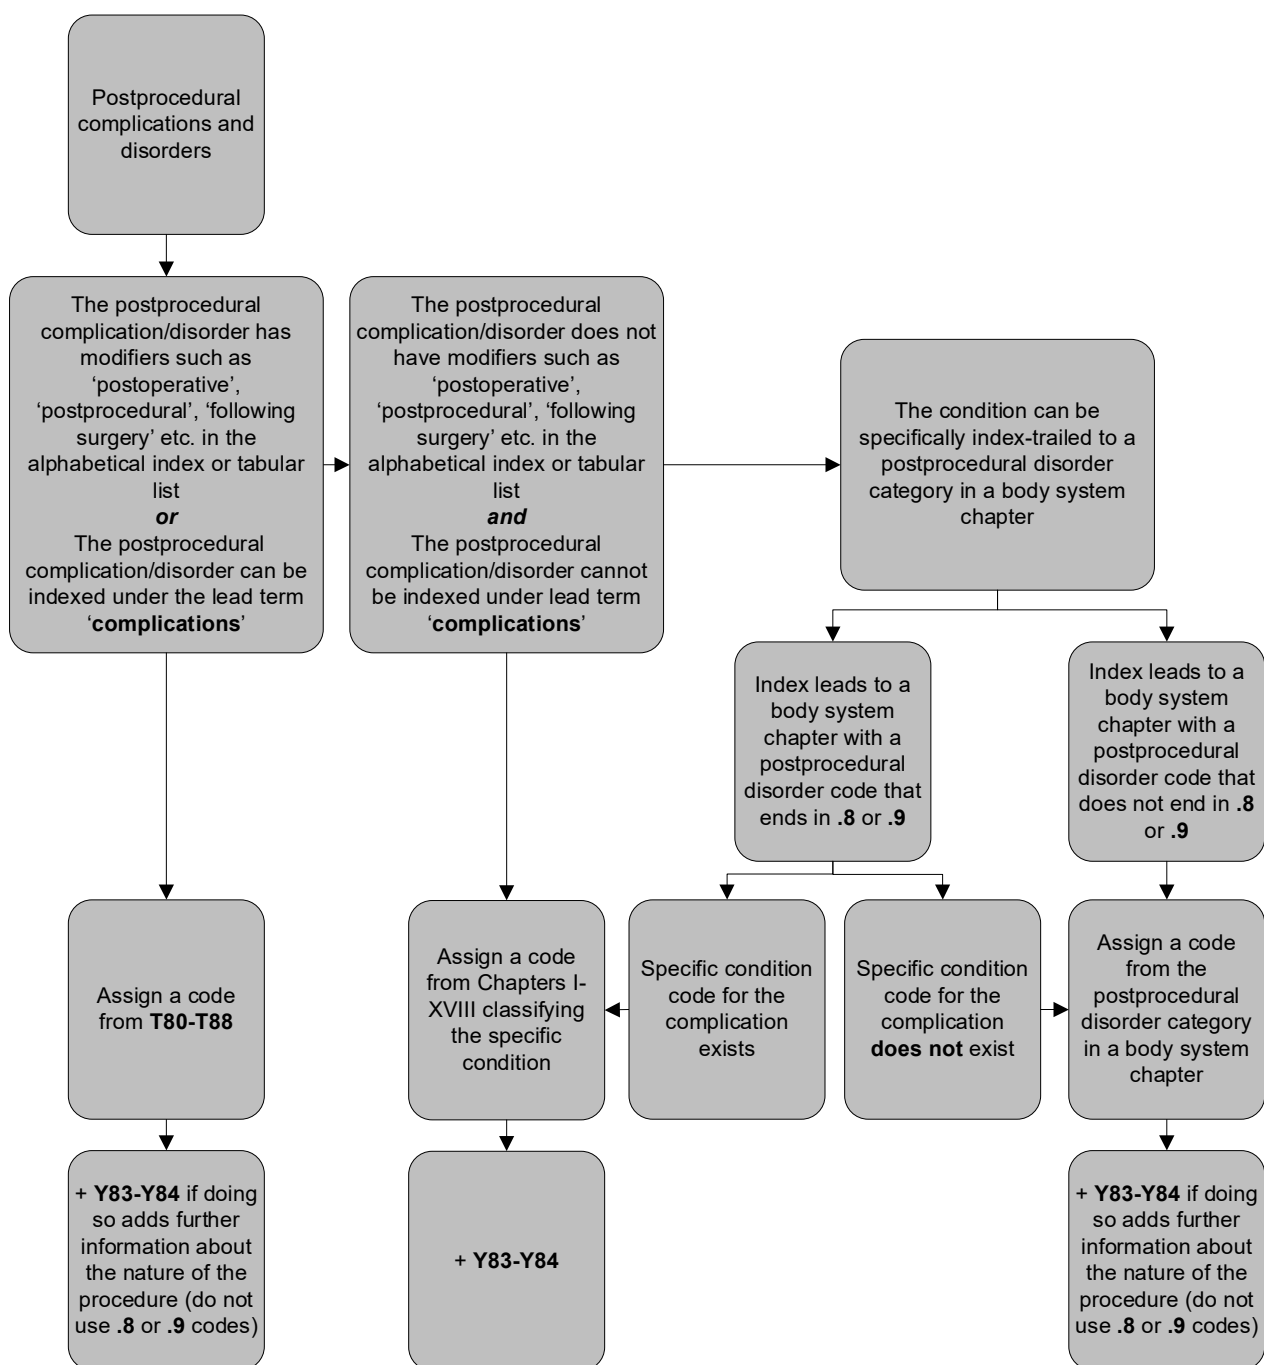 Postprocedural
complications and
disorders
The postprocedural
complication/disorder has
modifiers such as
‘postoperative’,
‘postprocedural’, ‘following
surgery’ etc. in the
alphabetical index or tabular
list
or
The postprocedural
complication/disorder can be
indexed under the lead term
‘complications’
The postprocedural
complication/disorder does not
have modifiers such as
‘postoperative’,
‘postprocedural’, ‘following
surgery’ etc. in the
alphabetical index or tabular
list
and
The postprocedural
complication/disorder cannot
be indexed under lead term
‘complications’
The condition can be
specifically index-trailed to a
postprocedural disorder
category in a body system
chapter
Index leads to a
body system
chapter with a
postprocedural
disorder code that
ends in .8 or .9
Index leads to a
body system
chapter with a
postprocedural
disorder code that
does not end in .8
or .9
Assign a code
from T80-T88
Assign a code
from Chapters I-
XVIII classifying
the specific
condition
Specific condition
code for the
complication
exists
Specific condition
code for the
complication
does not exist
Assign a code
from the
postprocedural
disorder category
in a body system
chapter
+ Y83-Y84 if doing
so adds further
information about
the nature of the
procedure (do not
use .8 or .9 codes)
+ Y83-Y84
+ Y83-Y84 if doing
so adds further
information about
the nature of the
procedure (do not
use .8 or .9 codes)